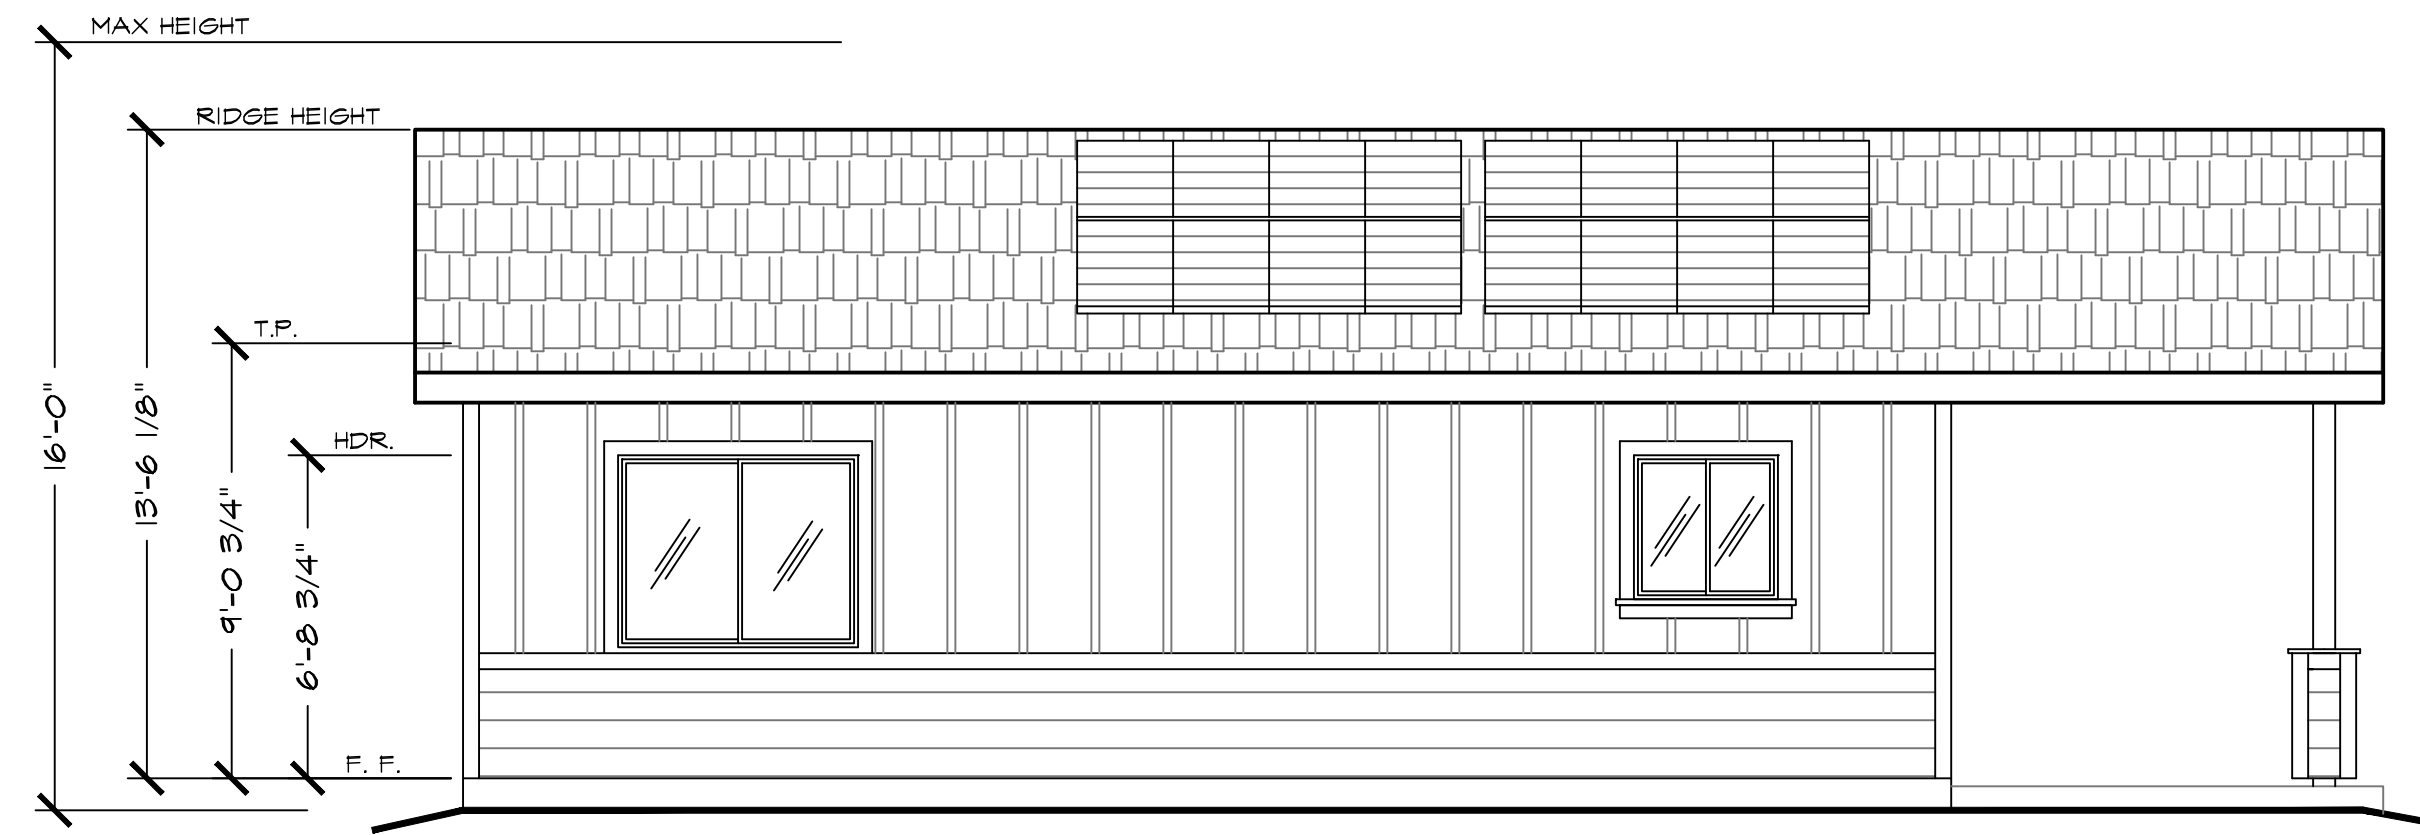 MAX HEIGHT
RIDGE HEIGHT
T.P.
HDR.
F. F.
16'-0"
13'-6 1/8"
9'-0 3/4"
6'-8 3/4"